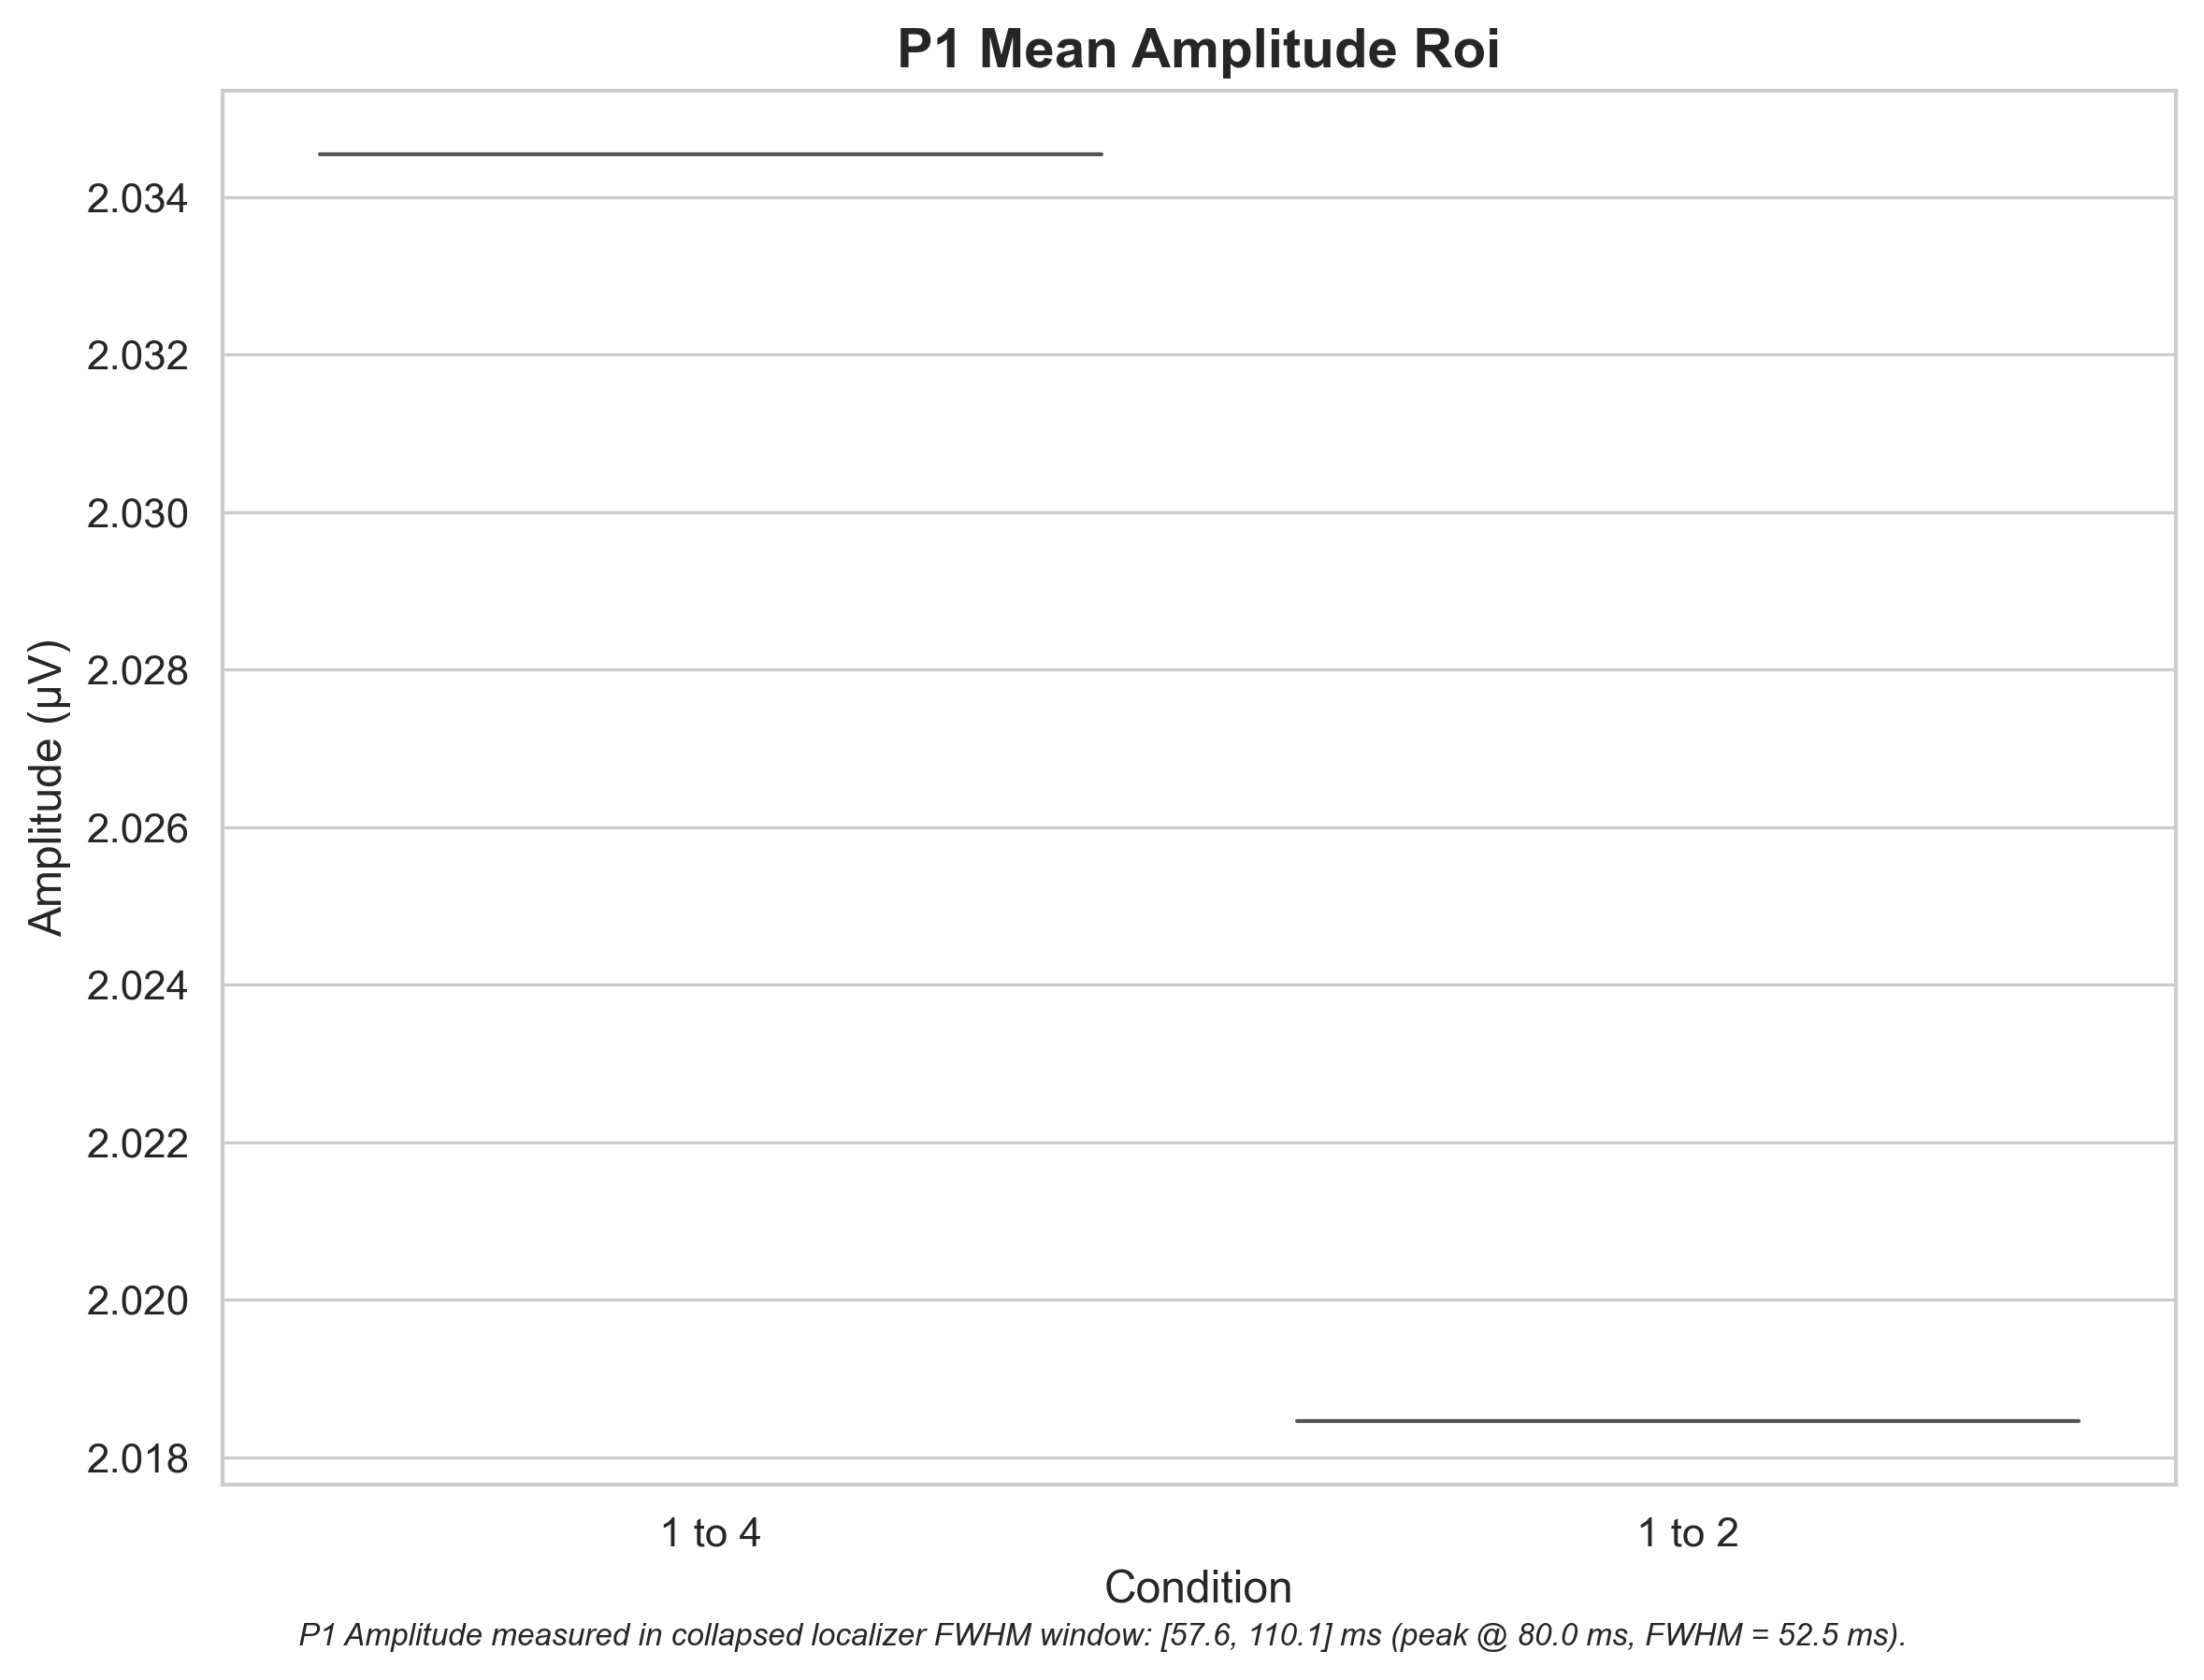 P1 Mean Amplitude Roi
Amplitude (µV)
2.034
2.032
2.030
2.028
2.026
2.024
2.022
2.020
2.018
1 to 4
1 to 2
Condition
P1 Amplitude measured in collapsed localizer FWHM window: [57.6, 110.1] ms (peak @ 80.0 ms, FWHM = 52.5 ms).